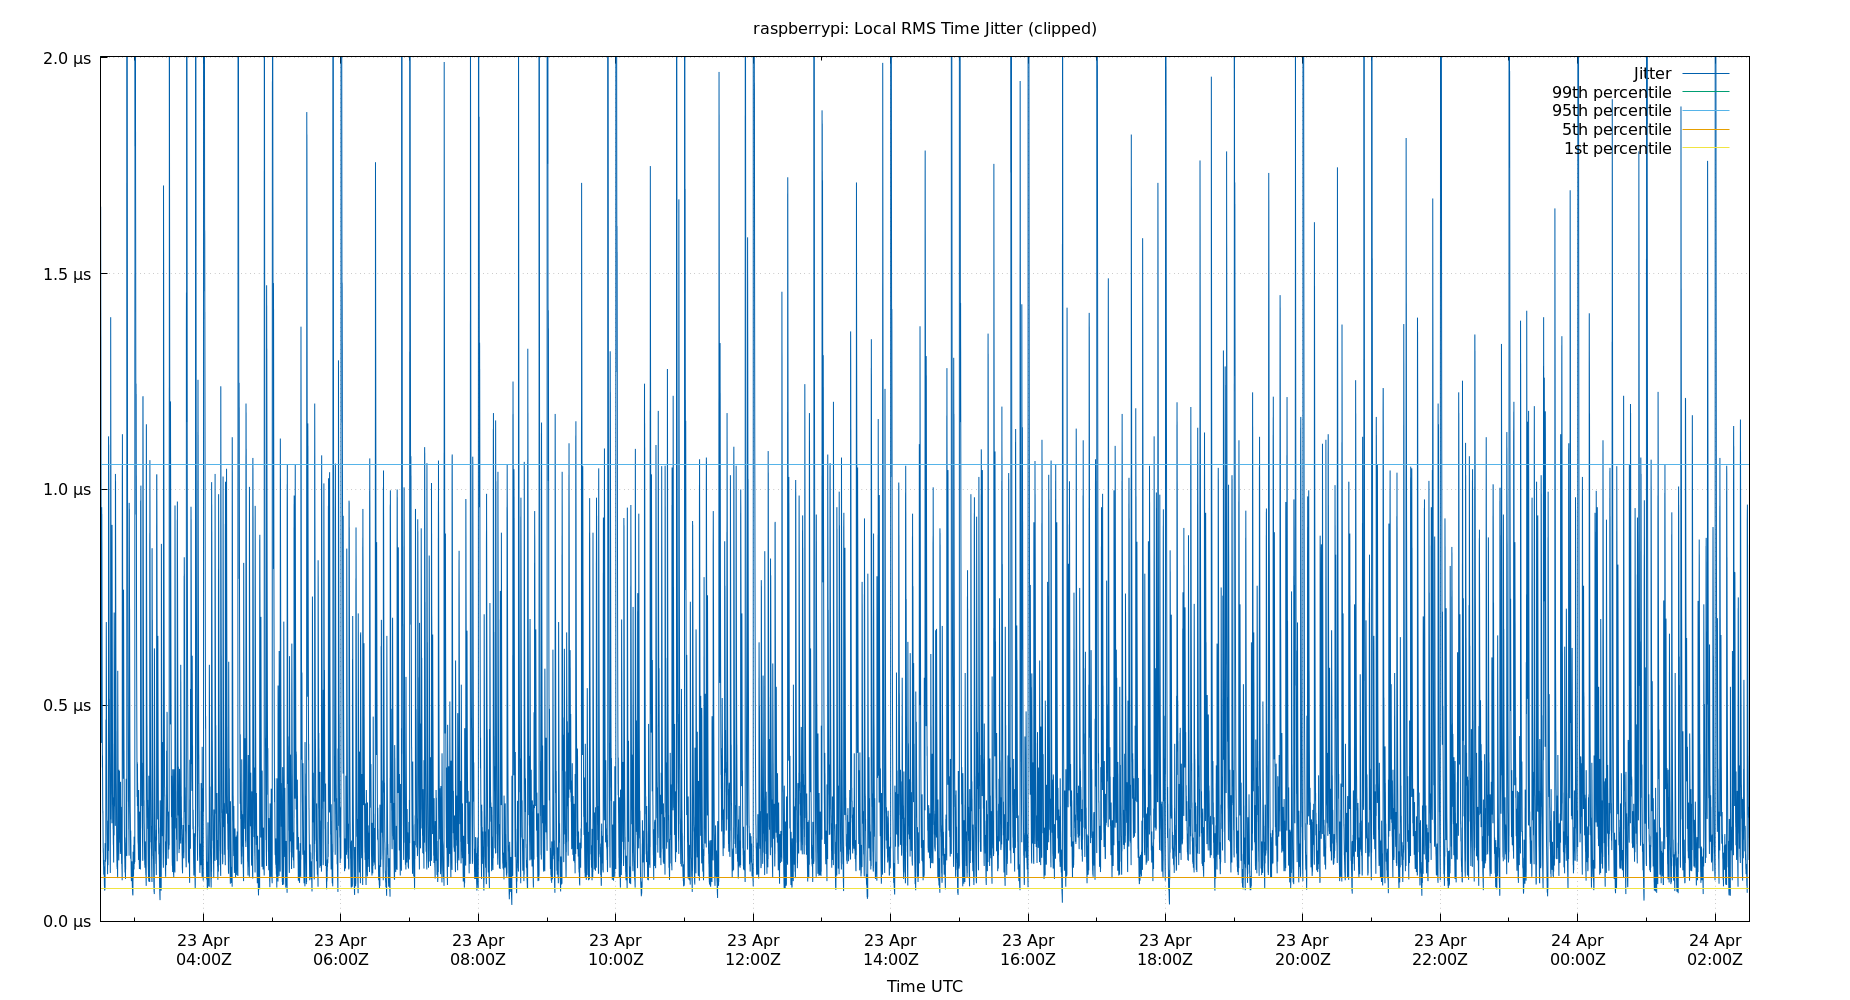 raspberrypi: Local RMS Time Jitter (clipped)
2.0 µs
1.5 µs
1.0 µs
0.5 µs
0.0 µs
Jitter
99th percentile
95th percentile
5th percentile
1st percentile
23 Apr
04:00Z
23 Apr
06:00Z
23 Apr
08:00Z
23 Apr
10:00Z
23 Apr
12:00Z
23 Apr
14:00Z
23 Apr
16:00Z
23 Apr
18:00Z
23 Apr
20:00Z
23 Apr
22:00Z
24 Apr
00:00Z
24 Apr
02:00Z
Time UTC